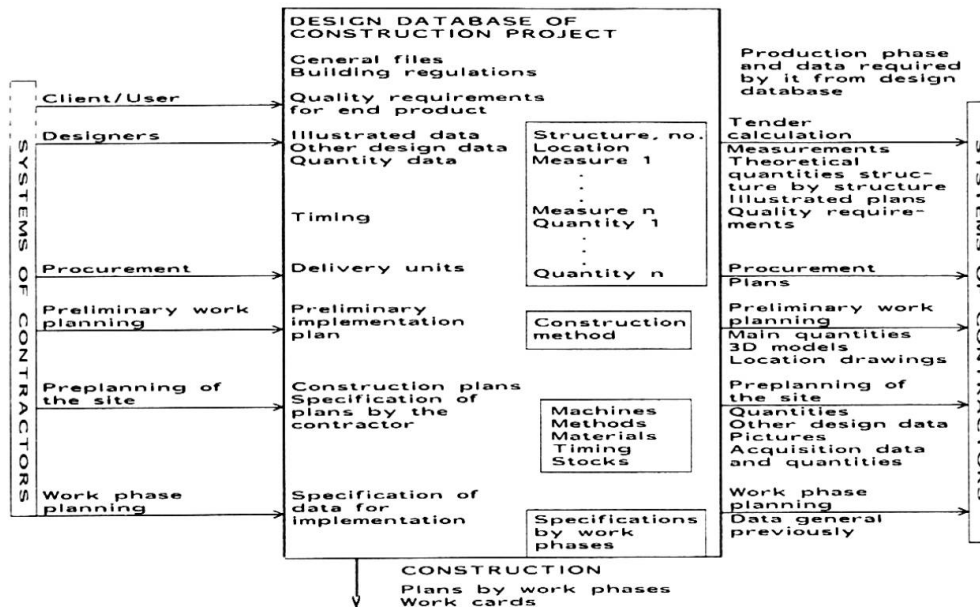 DESIGN DATABASE OF
CONSTRUCTION PROJECT
General files
Building regulations
Quality requirements
for end product
Illustrated data
Other design data
Quantity data
Timing
Delivery units
Preliminary
implementation
plan
Construction plans
Specification of
plans by the
contractor
Specification of
data for
implementation
Structure, no.
Location
Measure 1
.
.
.
Measure n
Quantity 1
.
.
.
Quantity n
Construction
method
Machines
Methods
Materials
Timing
Stocks
Specifications
by work
phases
SYSTEMS OF CONTRACTORS
Client/User
Designers
Procurement
Preliminary work
planning
Preplanning of
the site
Work phase
planning
Production phase
and data required
by it from design
database
Tender
calculation
Measurements
Theoretical
quantities struc-
ture by structure
Illustrated plans
Quality require-
ments
Procurement
Plans
Preliminary work
planning
Main quantities
3D models
Location drawings
Preplanning of
the site
Quantities
Other design data
Pictures
Acquisition data
and quantities
Work phase
planning
Data general
previously
SYSTEMS OF CONTRACTORS
CONSTRUCTION
Plans by work phases
Work cards